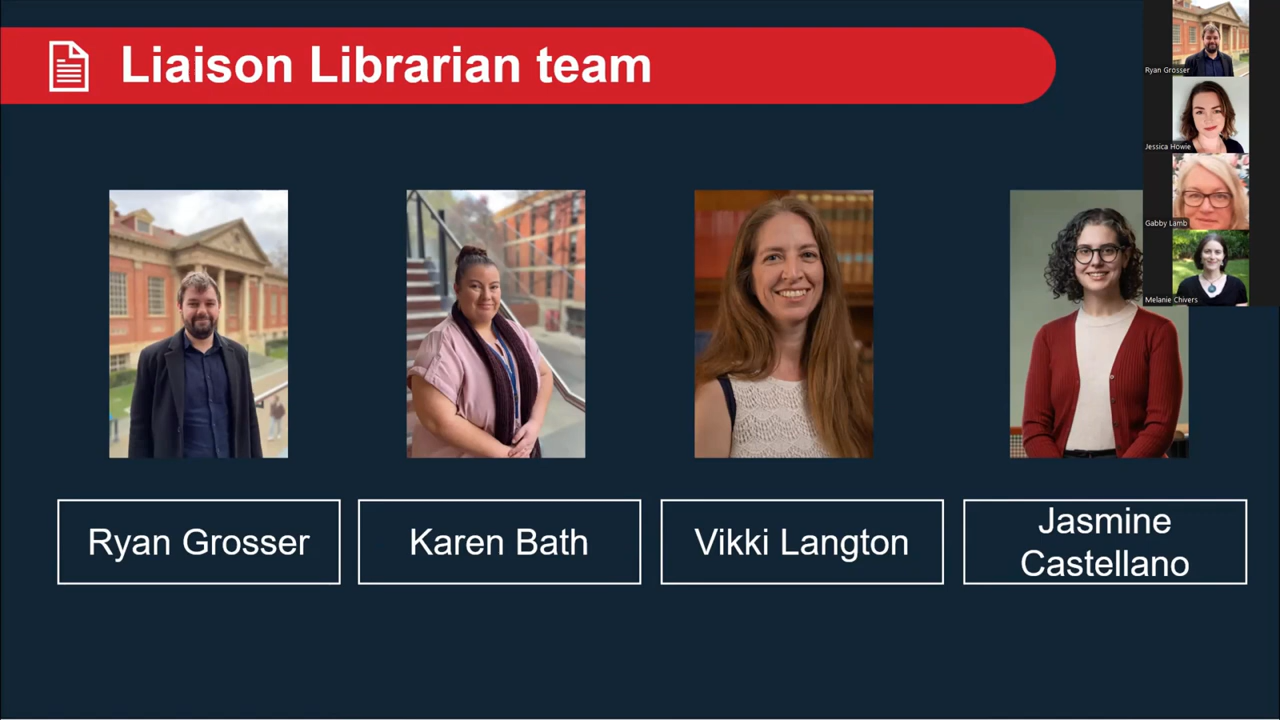 Liaison Librarian team
Ryan Grosser
Jessica Howie
Gabby Lamb
Melanie Chivers
Ryan Grosser
Karen Bath
Vikki Langton
Jasmine
Castellano